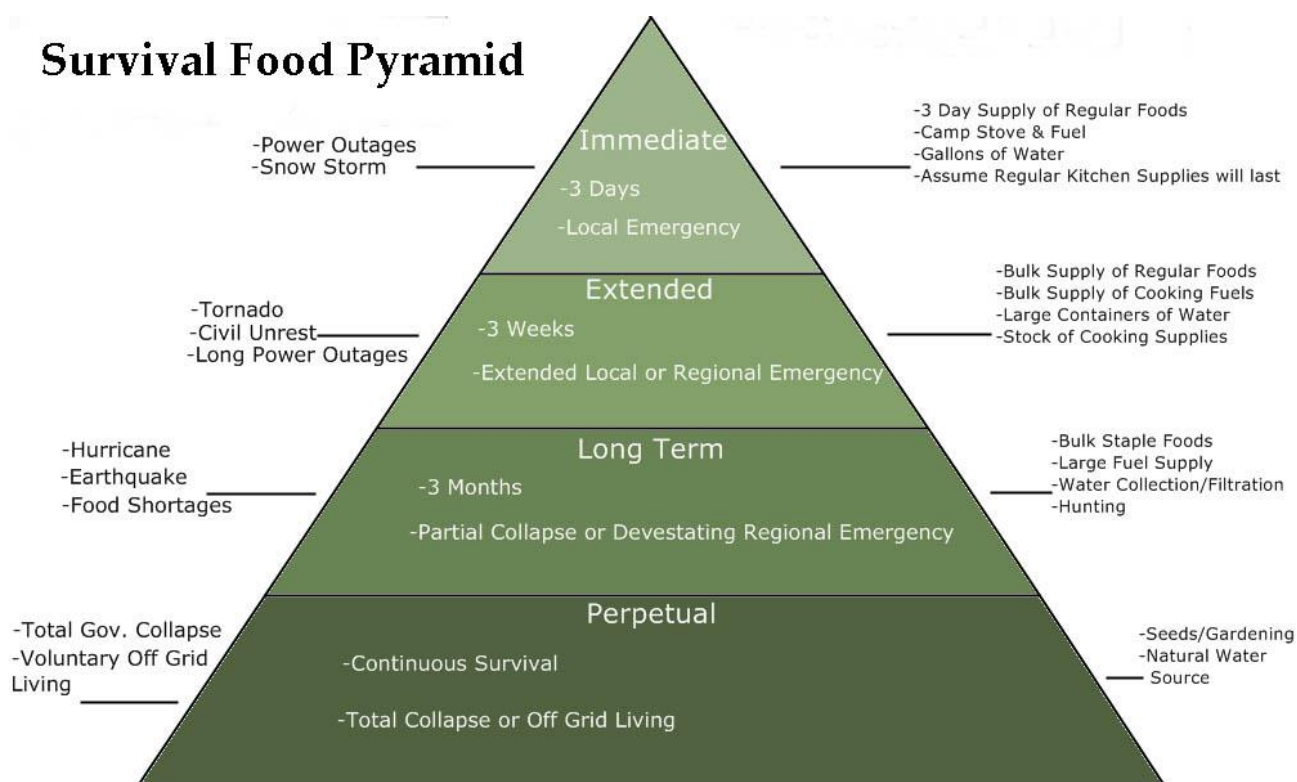 Survival Food Pyramid
-Power Outages
-Snow Storm
Immediate
-3 Days
-Local Emergency
-3 Day Supply of Regular Foods
-Camp Stove & Fuel
-Gallons of Water
-Assume Regular Kitchen Supplies will last
-Tornado
-Civil Unrest
-Long Power Outages
Extended
-3 Weeks
-Extended Local or Regional Emergency
-Bulk Supply of Regular Foods
-Bulk Supply of Cooking Fuels
-Large Containers of Water
-Stock of Cooking Supplies
-Hurricane
-Earthquake
-Food Shortages
Long Term
-3 Months
-Partial Collapse or Devestating Regional Emergency
-Bulk Staple Foods
-Large Fuel Supply
-Water Collection/Filtration
-Hunting
-Total Gov. Collapse
-Voluntary Off Grid
Living
Perpetual
-Continuous Survival
-Total Collapse or Off Grid Living
-Seeds/Gardening
-Natural Water
Source